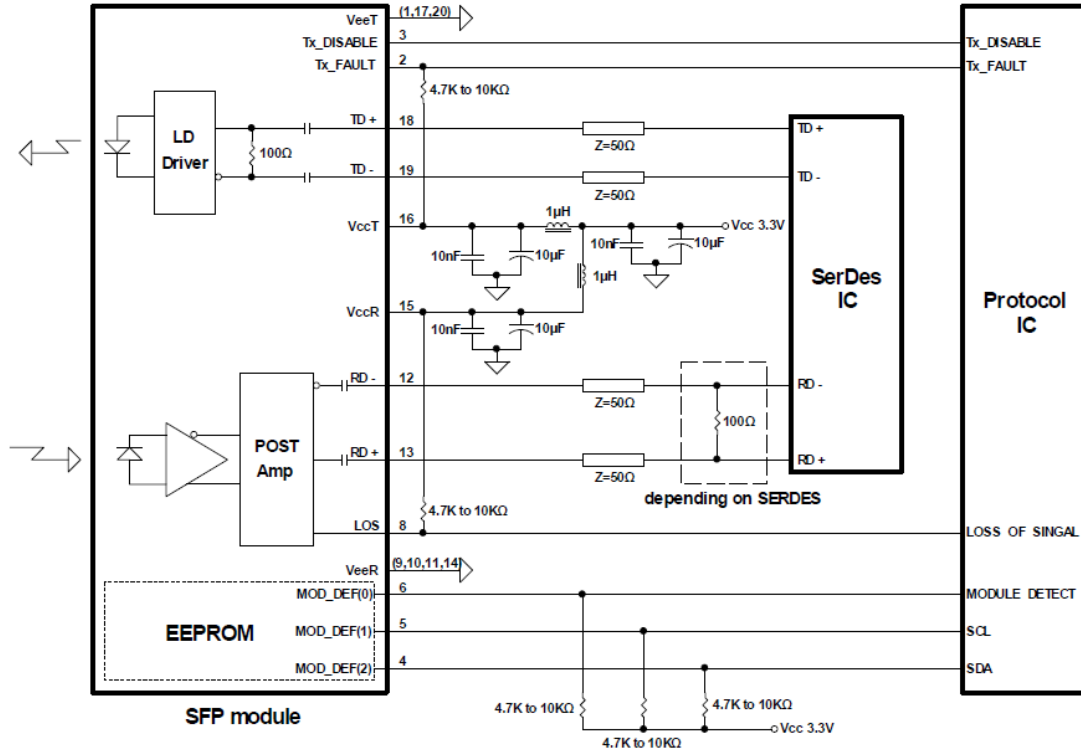 VeeT (1,17,20)
Tx_DISABLE 3 Tx_DISABLE
Tx_FAULT 2 Tx_FAULT
4.7K to 10KΩ
LD
Driver
100Ω
TD + 18 TD +
Z=50Ω
TD - 19 TD -
Z=50Ω
VccT 16
1μH
Vcc 3.3V
10nF
10μF
10nF
10μF
1μH
SerDes
IC
Protocol
IC
VccR 15
10nF
10μF
RD - 12 RD -
Z=50Ω
100Ω
POST
Amp
RD + 13 RD +
Z=50Ω
depending on SERDES
4.7K to 10KΩ
LOS 8 LOSS OF SINGAL
VeeR (9,10,11,14)
MOD_DEF(0) 6 MODULE DETECT
EEPROM
MOD_DEF(1) 5 SCL
MOD_DEF(2) 4 SDA
4.7K to 10KΩ
4.7K to 10KΩ
4.7K to 10KΩ
Vcc 3.3V
SFP module